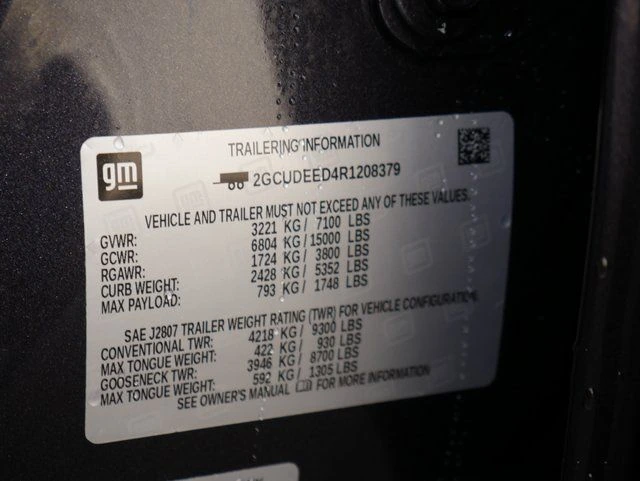 TRAILERING INFORMATION
gm
2GCUDEED4R1208379
VEHICLE AND TRAILER MUST NOT EXCEED ANY OF THESE VALUES.
GVWR: 3221 KG / 7100 LBS
GCWR: 6804 KG / 15000 LBS
RGAWR: 1724 KG / 3800 LBS
CURB WEIGHT: 2428 KG / 5352 LBS
MAX PAYLOAD: 793 KG / 1748 LBS
SAE J2807 TRAILER WEIGHT RATING (TWR) FOR VEHICLE CONFIGURATION.
CONVENTIONAL TWR: 4218 KG / 9300 LBS
MAX TONGUE WEIGHT: 422 KG / 930 LBS
GOOSENECK TWR: 3946 KG / 8700 LBS
MAX TONGUE WEIGHT: 592 KG / 1305 LBS
SEE OWNER'S MANUAL FOR MORE INFORMATION